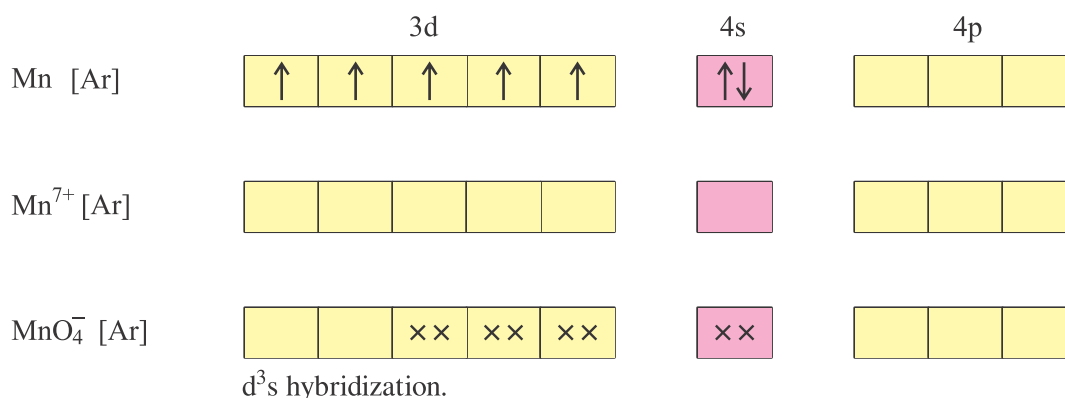 3d 4s 4p
Mn [Ar] ↑ ↑ ↑ ↑ ↑ ↑↓
Mn⁷⁺ [Ar]
MnO₄⁻ [Ar] ×× ×× ×× ××
d³s hybridization.